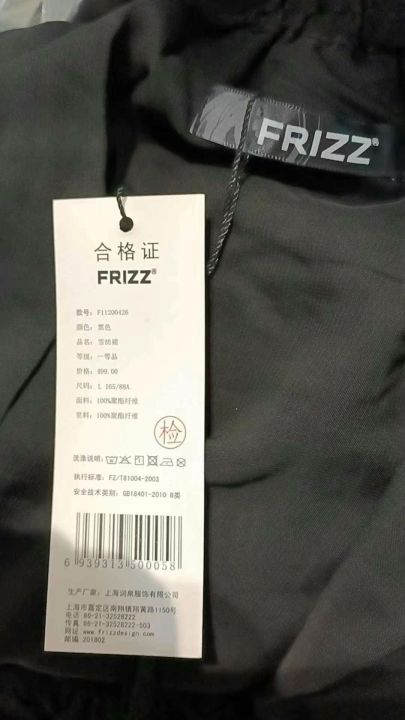 FRIZZ®
合格证
FRIZZ®
款号：F11200426
颜色：黑色
品名：雪纺裙
等级：一等品
价格：499.00
尺码：L 165/88A
面料：100%聚酯纤维
里料：100%聚酯纤维
检
洗涤说明：
执行标准：FZ/T81004-2003
安全技术类别：GB18401-2010 B类
6 939313 500058
生产厂家：上海润帛服饰有限公司
上海市嘉定区南翔镇翔黄路1150号
电话 86-21-32528222
传真 86-21-32528222-503
网址 www.frizzdesign.com
邮编 201802